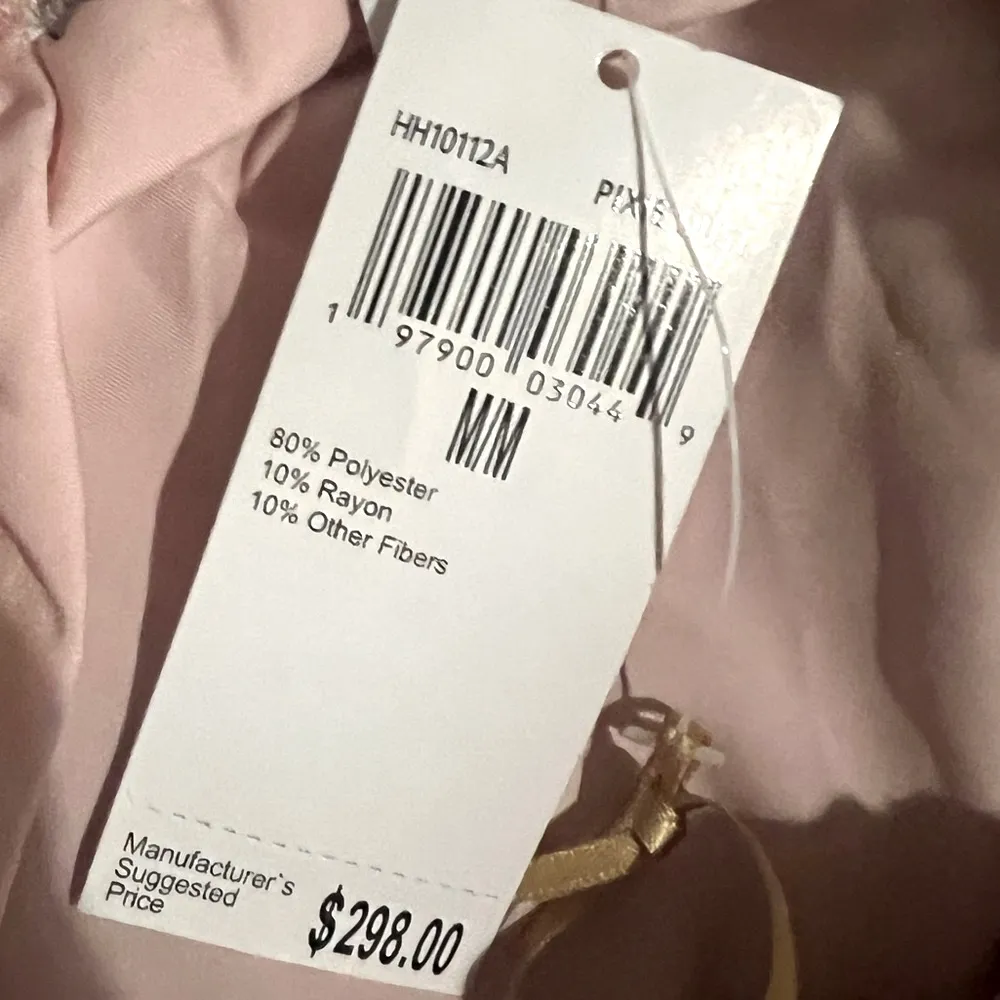 HH10112A
1 97900 03044 9
M/M
80% Polyester
10% Rayon
10% Other Fibers
Manufacturer`s
Suggested
Price
$298.00